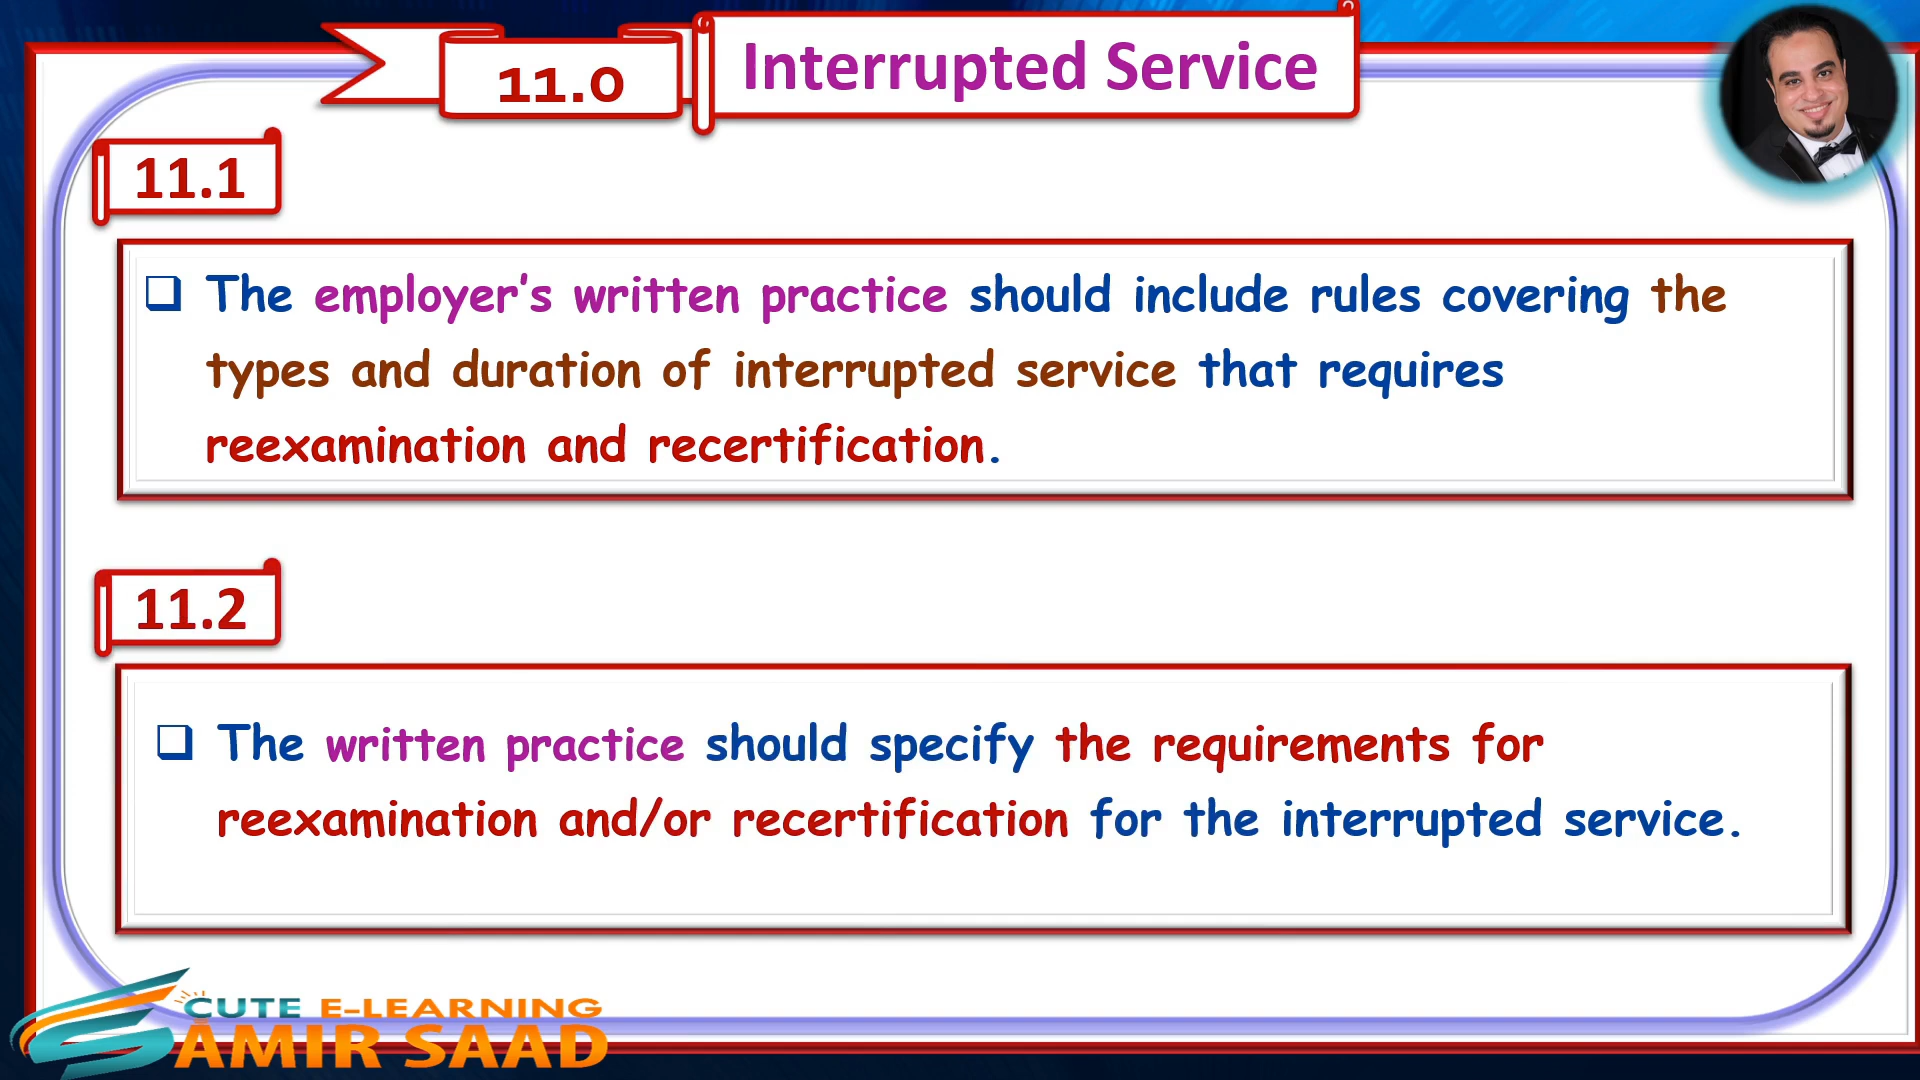 11.0 Interrupted Service
11.1
❑ The employer’s written practice should include rules covering the
types and duration of interrupted service that requires
reexamination and recertification.
11.2
❑ The written practice should specify the requirements for
reexamination and/or recertification for the interrupted service.
CUTE E-LEARNING
AMIR SAAD